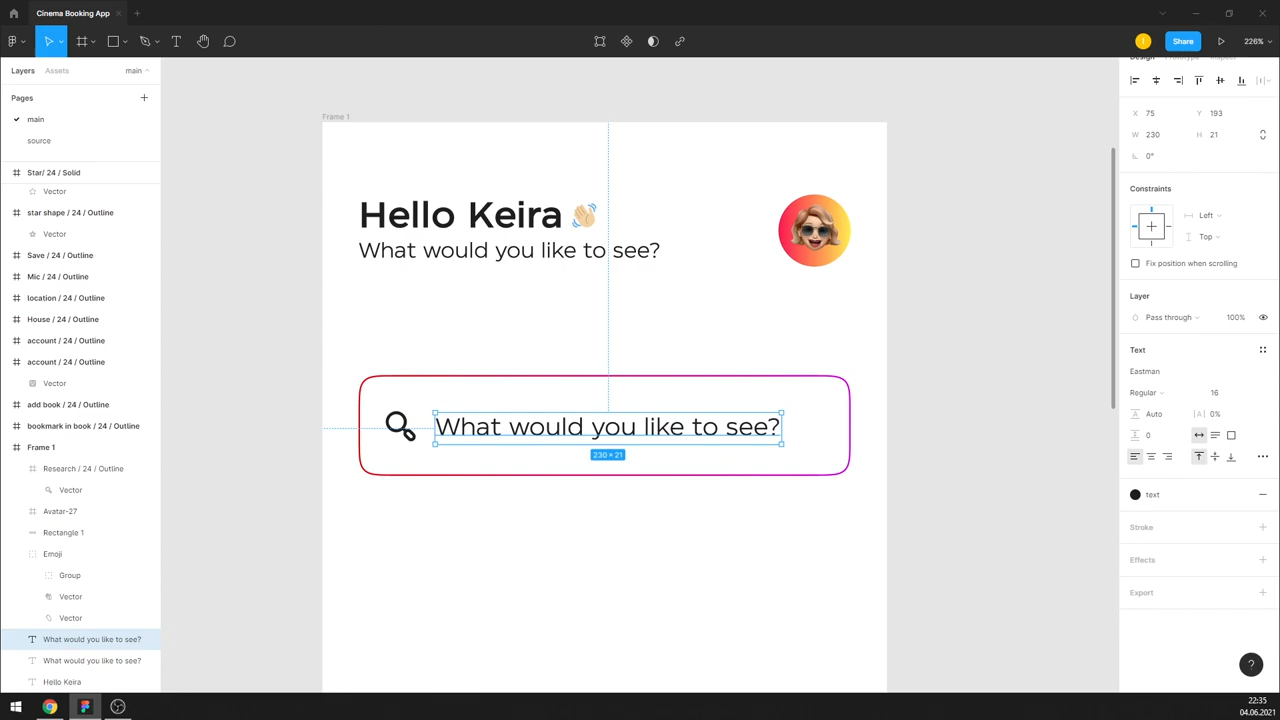 Cinema Booking App
Share
226%
Layers
Assets
main
Pages
main
source
Star/ 24 / Solid
Vector
star shape / 24 / Outline
Vector
Save / 24 / Outline
Mic / 24 / Outline
location / 24 / Outline
House / 24 / Outline
account / 24 / Outline
account / 24 / Outline
Vector
add book / 24 / Outline
bookmark in book / 24 / Outline
Frame 1
Research / 24 / Outline
Vector
Avatar-27
Rectangle 1
Emoji
Group
Vector
Vector
What would you like to see?
What would you like to see?
Hello Keira
Frame 1
Hello Keira
What would you like to see?
What would you like to see?
230 × 21
Design Prototype Inspect
X 75 Y 193
W 230 H 21
0°
Constraints
Left
Top
Fix position when scrolling
Layer
Pass through 100%
Text
Eastman
Regular 16
Auto 0%
0
text
Stroke
Effects
Export
?
22:35
04.06.2021